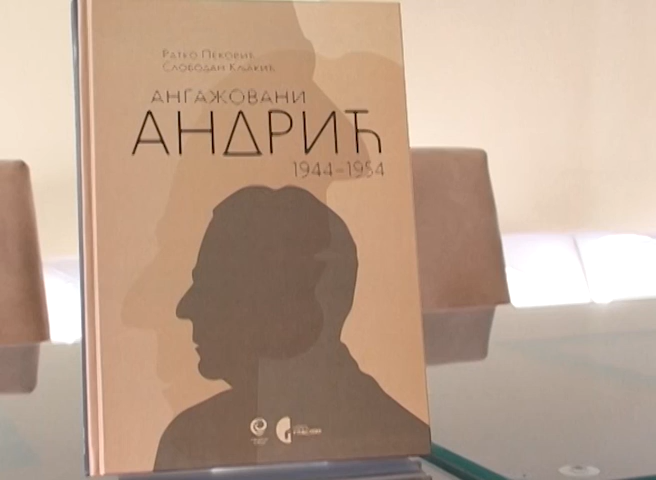 Ратко Пековић
Слободан Кљакић
АНГАЖОВАНИ
АНДРИЋ
1944–1954